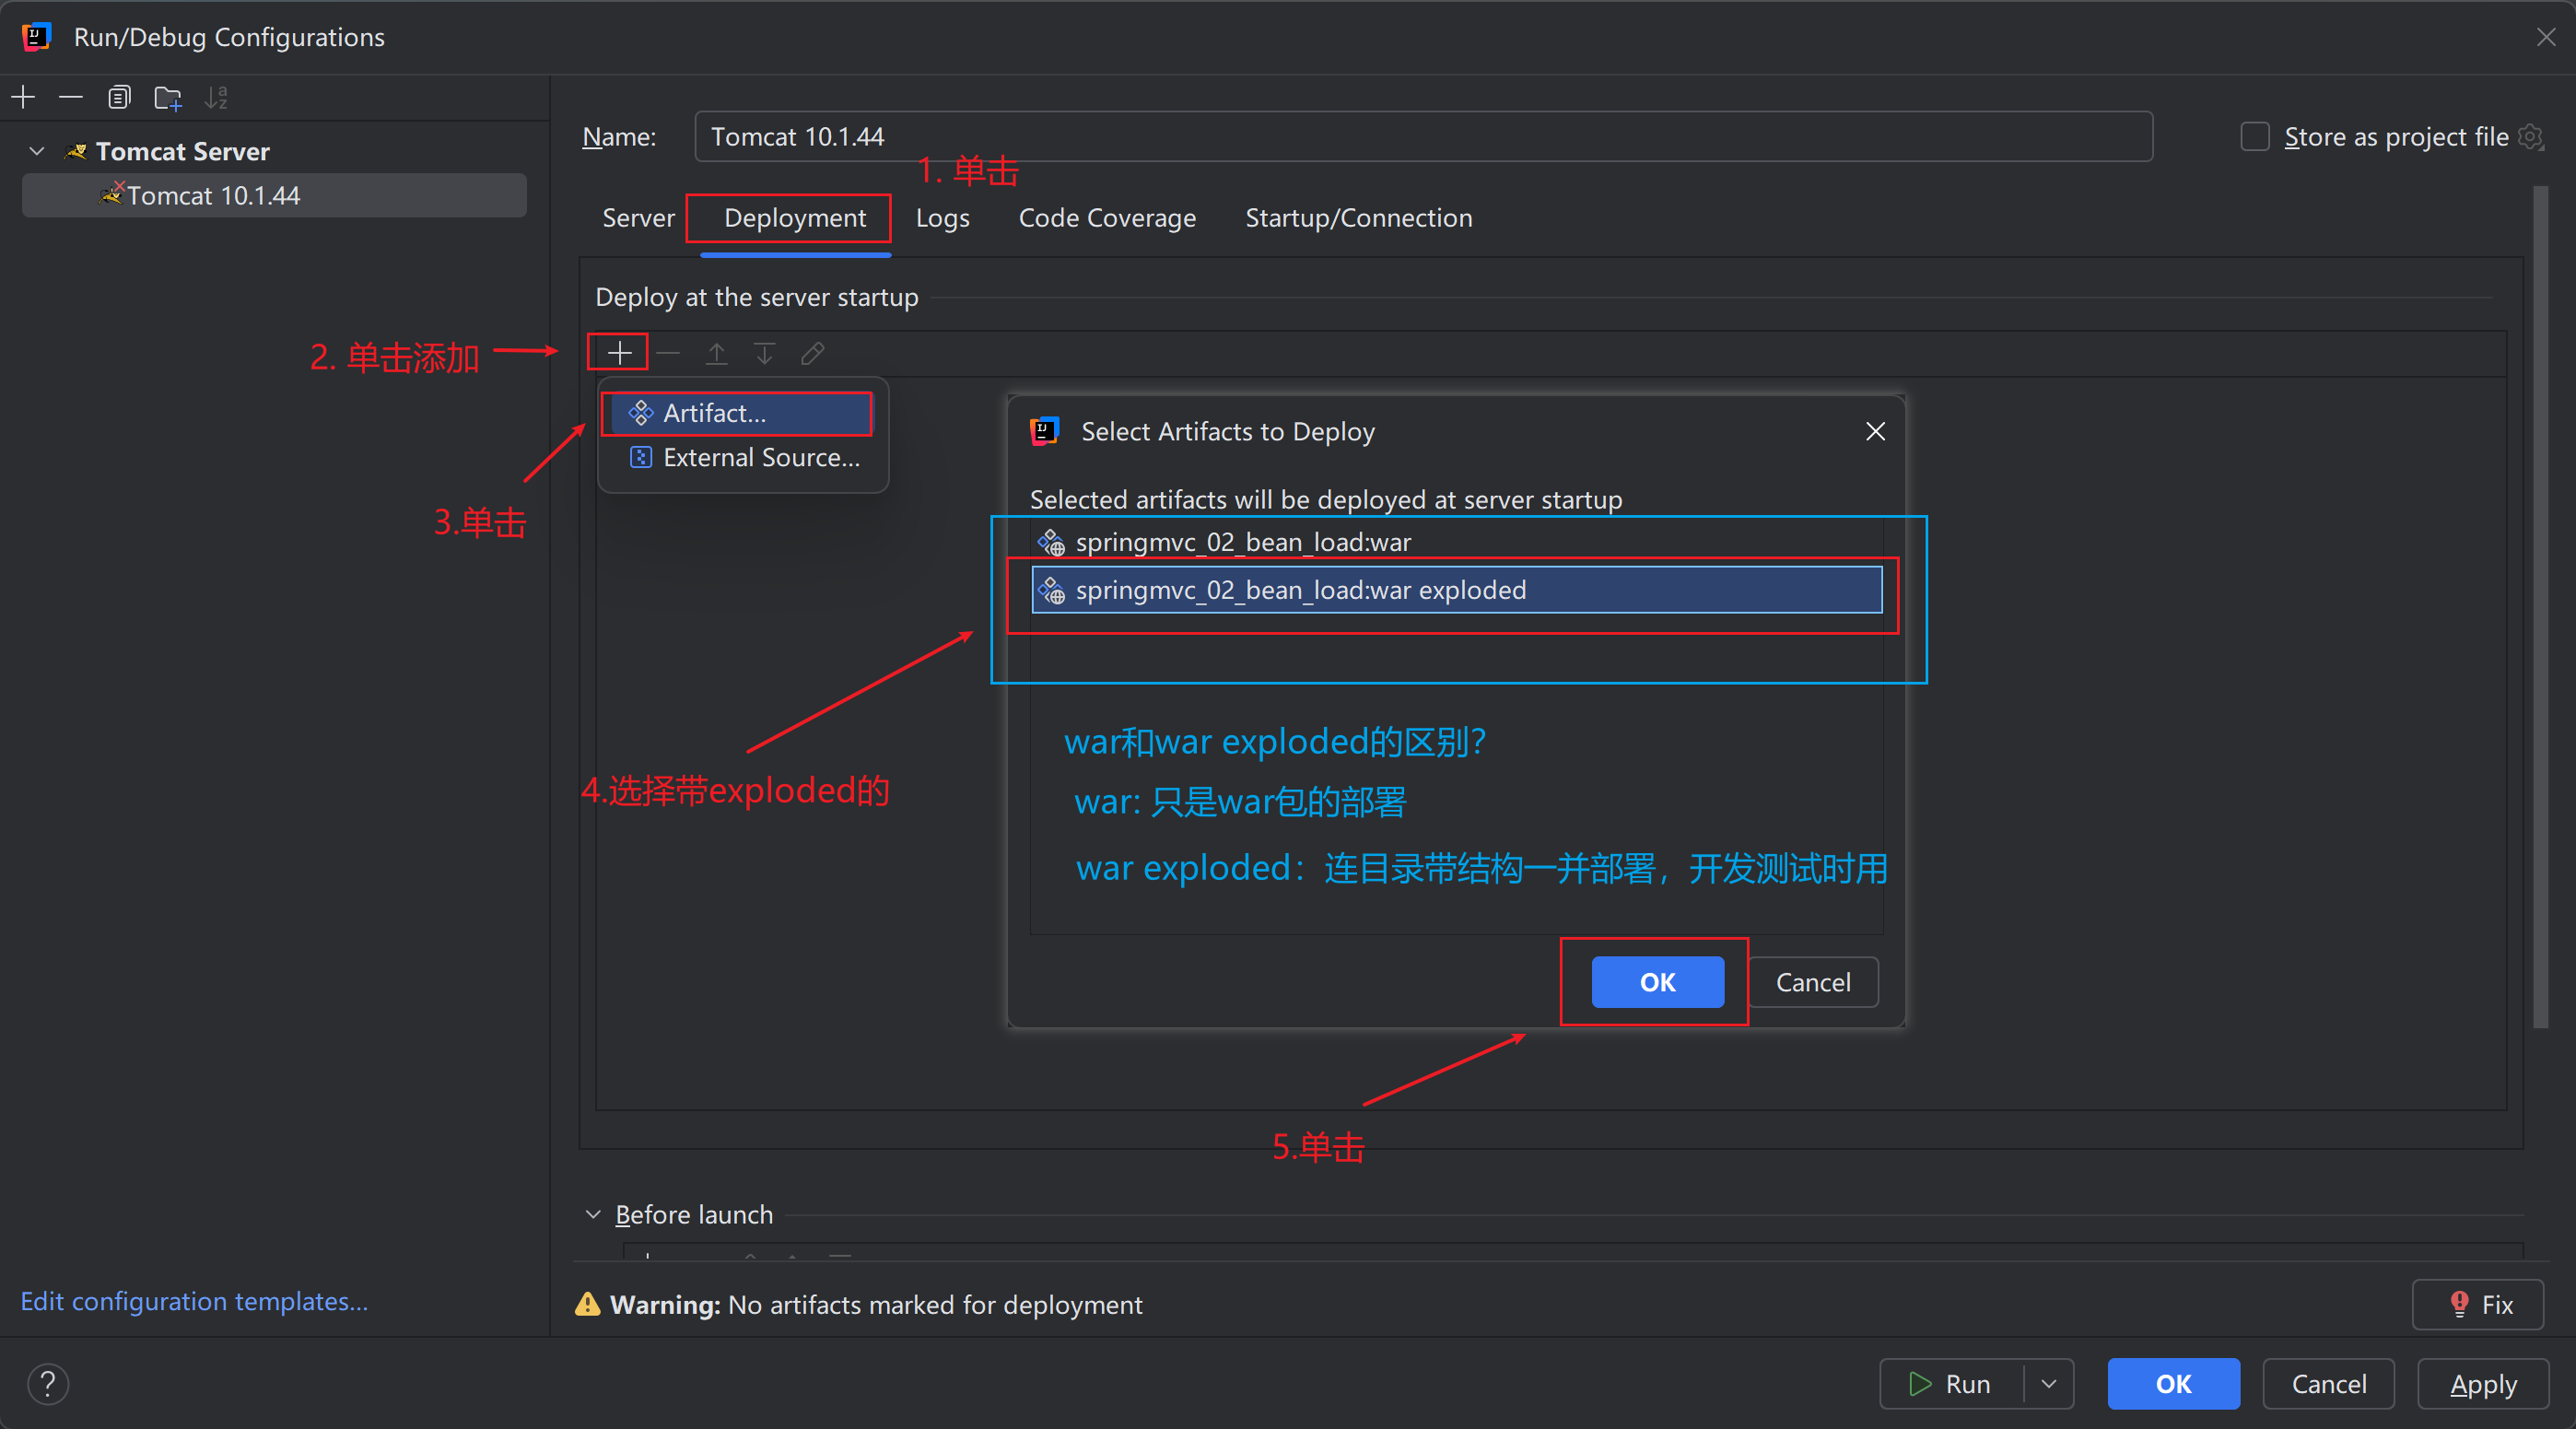 Run/Debug Configurations
Tomcat Server
Tomcat 10.1.44
Name:
Tomcat 10.1.44
Store as project file
1. 单击
Server
Deployment
Logs
Code Coverage
Startup/Connection
Deploy at the server startup
2. 单击添加
Artifact...
External Source...
3.单击
Select Artifacts to Deploy
Selected artifacts will be deployed at server startup
springmvc_02_bean_load:war
springmvc_02_bean_load:war exploded
4.选择带exploded的
war和war exploded的区别?
war: 只是war包的部署
war exploded：连目录带结构一并部署，开发测试时用
OK
Cancel
5.单击
Before launch
Edit configuration templates...
Warning: No artifacts marked for deployment
Fix
?
Run
OK
Cancel
Apply